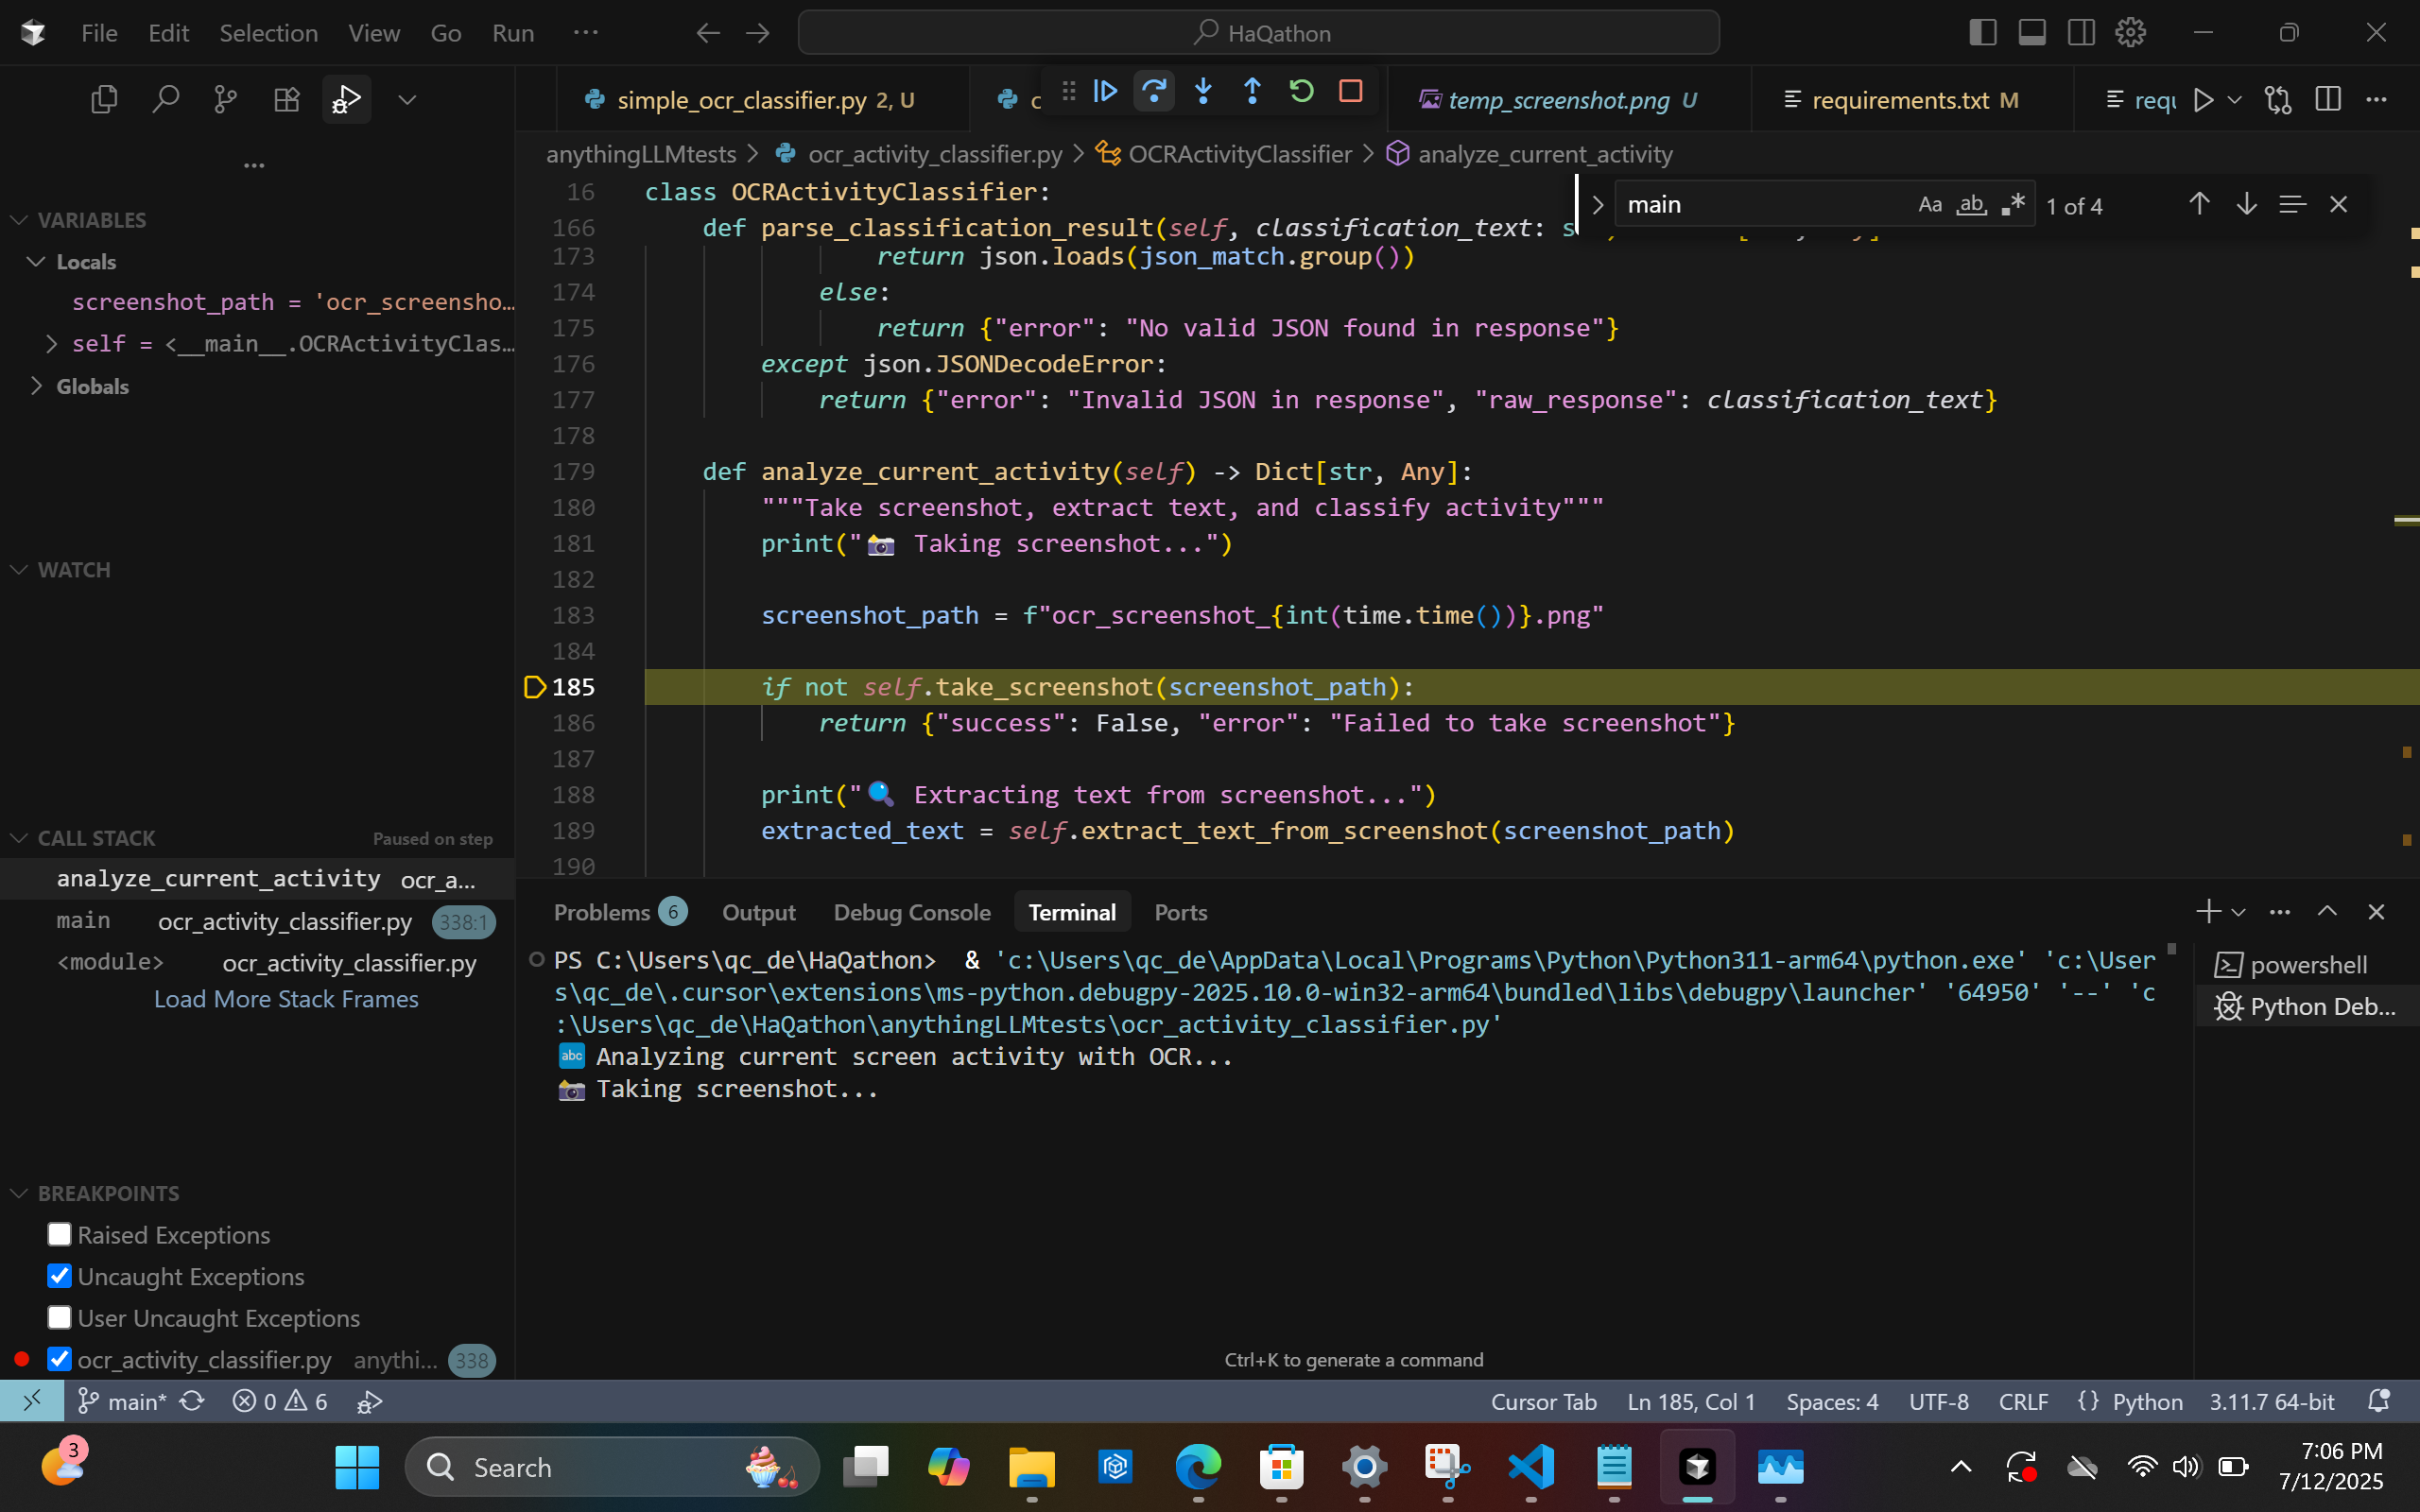 File Edit Selection View Go Run ···
HaQathon
simple_ocr_classifier.py 2, U
temp_screenshot.png U
requirements.txt M
anythingLLMtests > ocr_activity_classifier.py > OCRActivityClassifier > analyze_current_activity
main
Aa ab 1 of 4
VARIABLES
Locals
screenshot_path = 'ocr_screensho…
self = <__main__.OCRActivityClas…
Globals
WATCH
CALL STACK Paused on step
analyze_current_activity ocr_a…
main ocr_activity_classifier.py 338:1
<module> ocr_activity_classifier.py
Load More Stack Frames
BREAKPOINTS
Raised Exceptions
Uncaught Exceptions
User Uncaught Exceptions
ocr_activity_classifier.py anythi… 338
16 class OCRActivityClassifier:
166 def parse_classification_result(self, classification_text: s
173 return json.loads(json_match.group())
174 else:
175 return {"error": "No valid JSON found in response"}
176 except json.JSONDecodeError:
177 return {"error": "Invalid JSON in response", "raw_response": classification_text}
178
179 def analyze_current_activity(self) -> Dict[str, Any]:
180 """Take screenshot, extract text, and classify activity"""
181 print("📷 Taking screenshot...")
182
183 screenshot_path = f"ocr_screenshot_{int(time.time())}.png"
184
185 if not self.take_screenshot(screenshot_path):
186 return {"success": False, "error": "Failed to take screenshot"}
187
188 print("🔍 Extracting text from screenshot...")
189 extracted_text = self.extract_text_from_screenshot(screenshot_path)
190
Problems 6 Output Debug Console Terminal Ports
PS C:\Users\qc_de\HaQathon> & 'c:\Users\qc_de\AppData\Local\Programs\Python\Python311-arm64\python.exe' 'c:\User
s\qc_de\.cursor\extensions\ms-python.debugpy-2025.10.0-win32-arm64\bundled\libs\debugpy\launcher' '64950' '--' 'c
:\Users\qc_de\HaQathon\anythingLLMtests\ocr_activity_classifier.py'
🔤 Analyzing current screen activity with OCR...
📷 Taking screenshot...
powershell
Python Deb...
Ctrl+K to generate a command
main* 0 6
Cursor Tab Ln 185, Col 1 Spaces: 4 UTF-8 CRLF {} Python 3.11.7 64-bit
3
Search
7:06 PM
7/12/2025